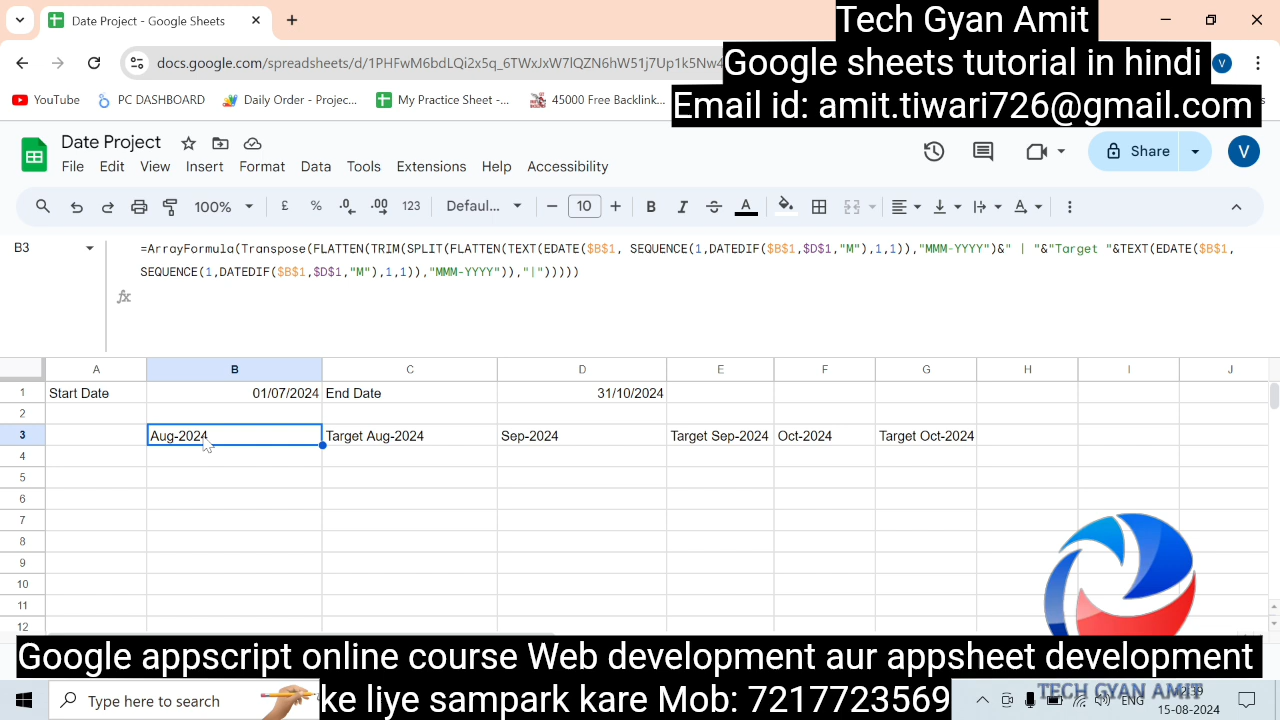 Date Project - Google Sheets
Tech Gyan Amit
docs.google.com/spreadsheets/d/1PHFwM6bdLQi2x5q_6TWxJxW7lQZN6hW51j7Up1k5Nw4
Google sheets tutorial in hindi
V
YouTube PC DASHBOARD Daily Order - Projec... My Practice Sheet -... 45000 Free Backlink...
Email id: amit.tiwari726@gmail.com
Date Project
File Edit View Insert Format Data Tools Extensions Help Accessibility
Share V
100% £ % .0 .00 123 Defaul... 10 B I A
B3
=ArrayFormula(Transpose(FLATTEN(TRIM(SPLIT(FLATTEN(TEXT(EDATE($B$1, SEQUENCE(1,DATEDIF($B$1,$D$1,"M"),1,1)),"MMM-YYYY")&" | "&"Target "&TEXT(EDATE($B$1,
SEQUENCE(1,DATEDIF($B$1,$D$1,"M"),1,1)),"MMM-YYYY")),"|")))))
fx
A B C D E F G H I J
1 Start Date 01/07/2024 End Date 31/10/2024
2
3 Aug-2024 Target Aug-2024 Sep-2024 Target Sep-2024 Oct-2024 Target Oct-2024
4
5
6
7
8
9
10
11
12
Google appscript online course Web development aur appsheet development
ke liye sampark kare Mob: 7217723569
TECH GYAN AMIT
Type here to search
ENG
15-08-2024